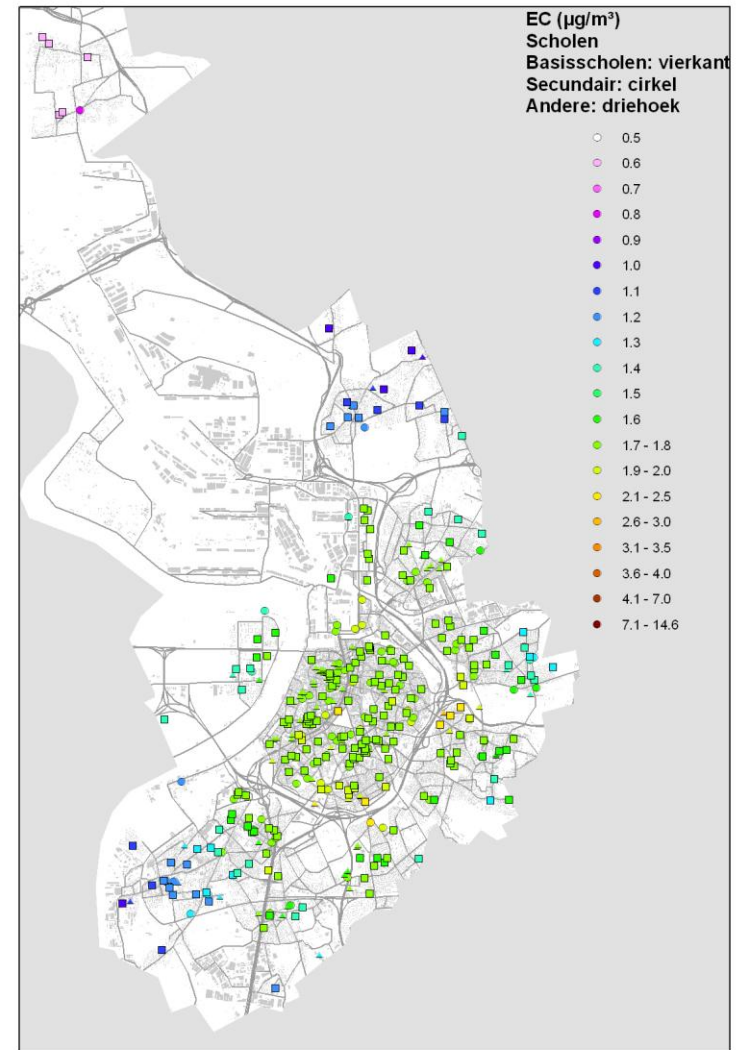 EC (µg/m³)
Scholen
Basisscholen: vierkant
Secundair: cirkel
Andere: driehoek
0.5
0.6
0.7
0.8
0.9
1.0
1.1
1.2
1.3
1.4
1.5
1.6
1.7 - 1.8
1.9 - 2.0
2.1 - 2.5
2.6 - 3.0
3.1 - 3.5
3.6 - 4.0
4.1 - 7.0
7.1 - 14.6